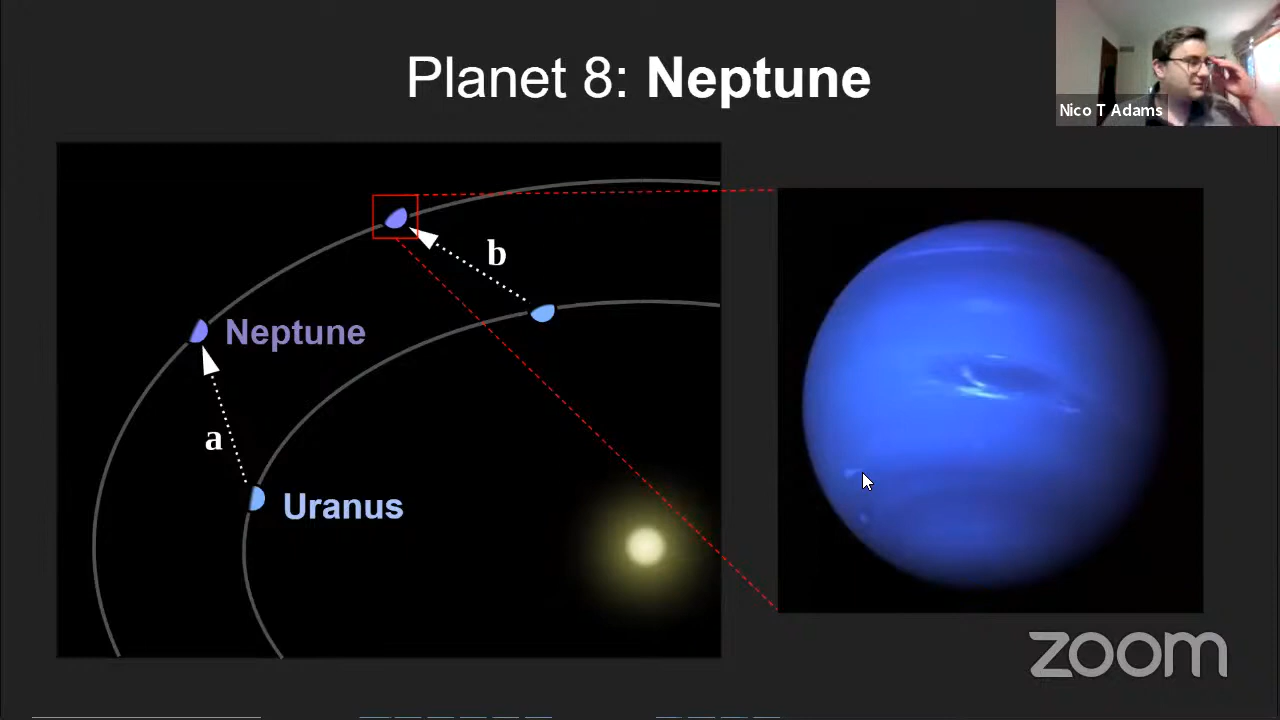 Planet 8: Neptune
Nico T Adams
b
Neptune
a
Uranus
zoom